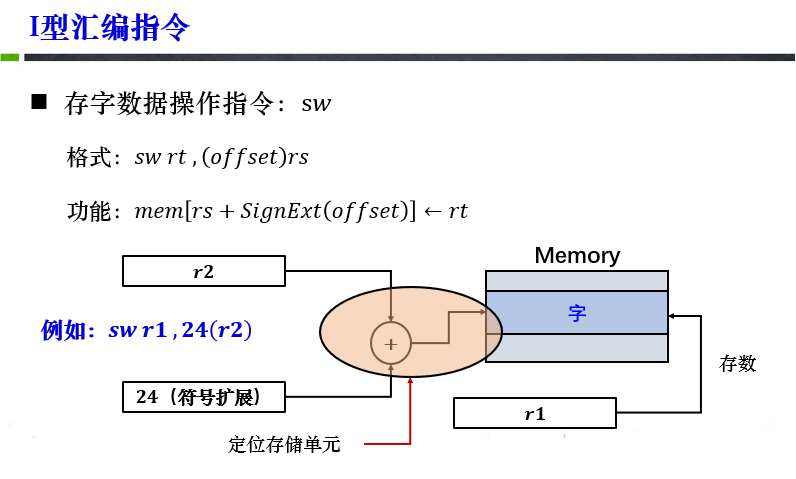 I型汇编指令
存字数据操作指令：sw
格式：sw rt ,(offset)rs
功能：mem[rs + SignExt(offset)] ← rt
Memory
r2
字
例如：sw r1 ,24(r2)
+
存数
24（符号扩展）
r1
定位存储单元